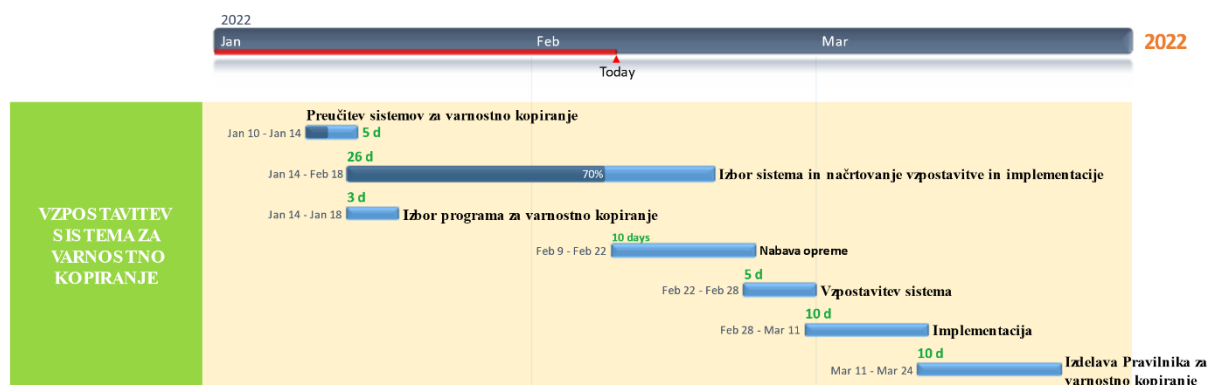 2022
Jan Feb Mar
2022
Today
VZPOSTAVITEV
SISTEMA ZA
VARNOSTNO
KOPIRANJE
Preučitev sistemov za varnostno kopiranje
Jan 10 - Jan 14 5 d
26 d
Jan 14 - Feb 18 70% Izbor sistema in načrtovanje vzpostavitve in implementacije
3 d
Jan 14 - Jan 18 Izbor programa za varnostno kopiranje
10 days
Feb 9 - Feb 22 Nabava opreme
5 d
Feb 22 - Feb 28 Vzpostavitev sistema
10 d
Feb 28 - Mar 11 Implementacija
10 d
Mar 11 - Mar 24 Izdelava Pravilnika za
varnostno kopiranje